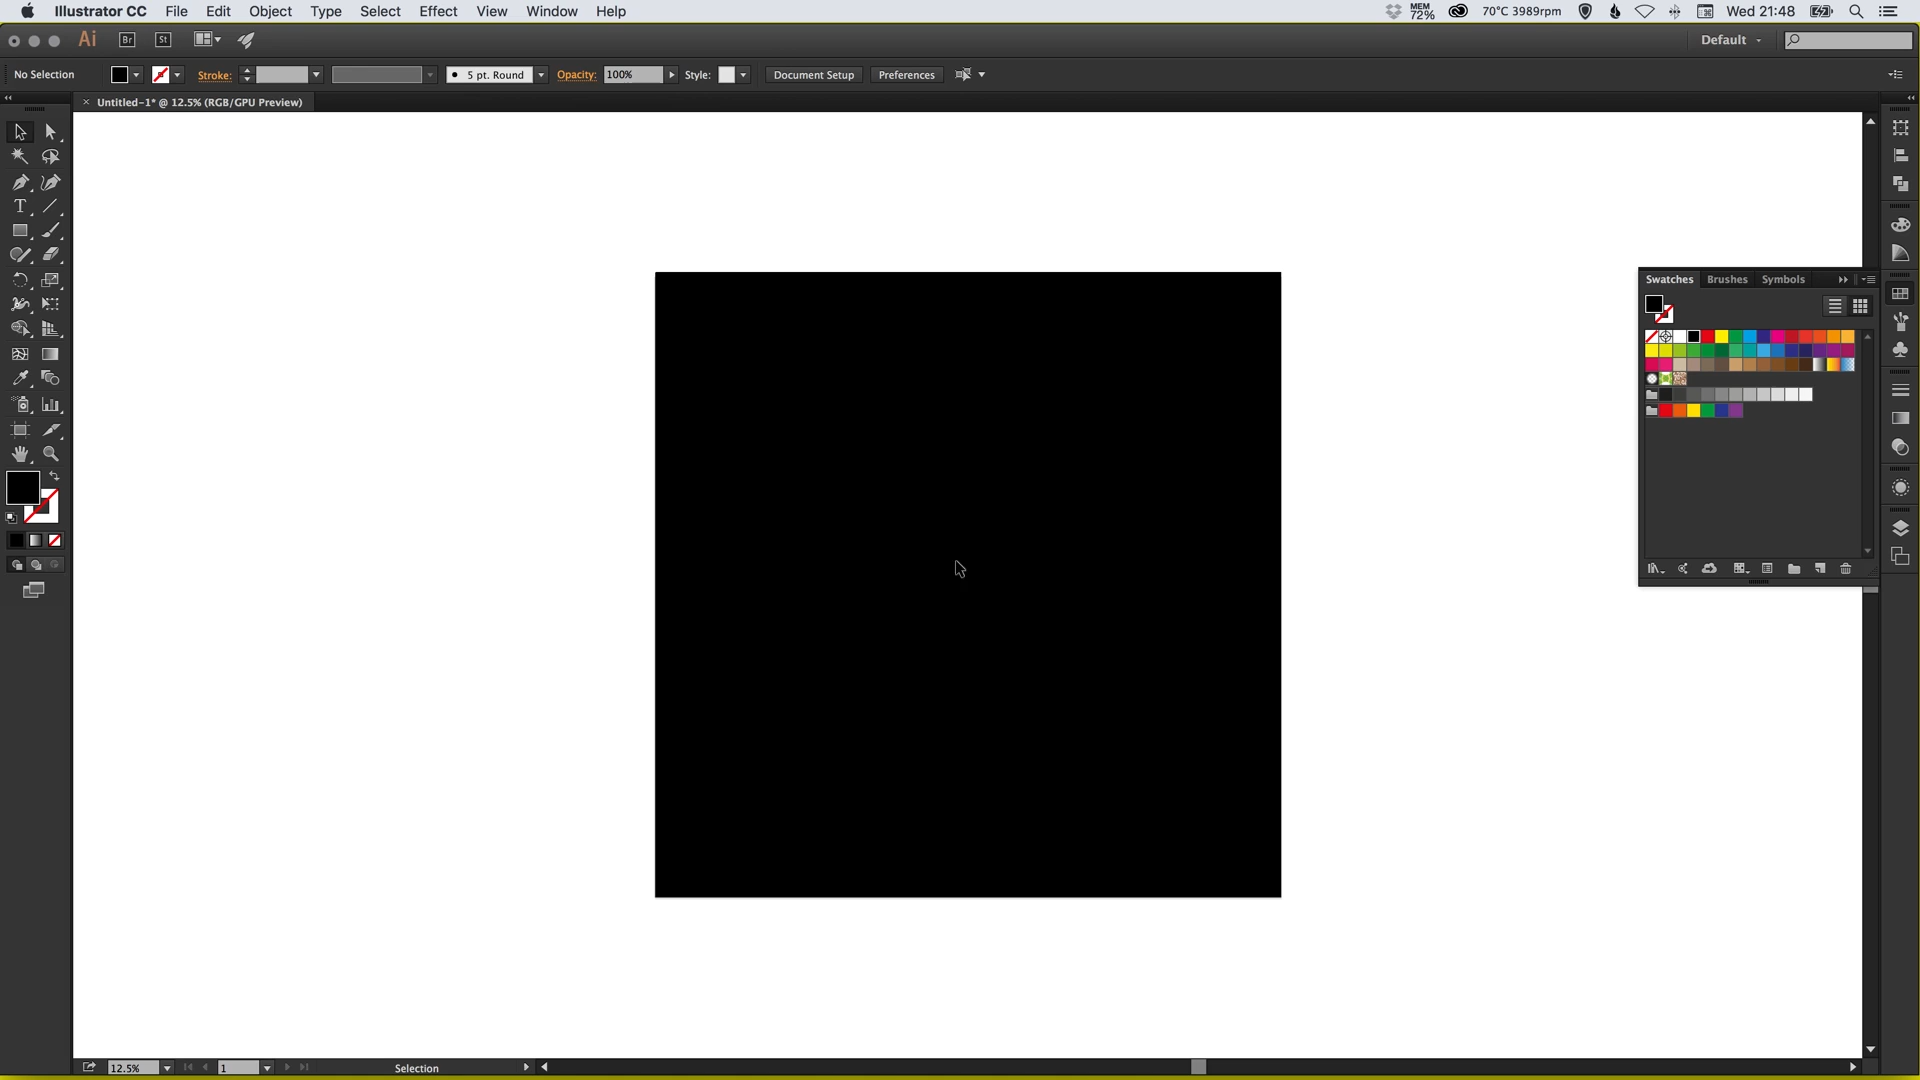 Illustrator CC File Edit Object Type Select Effect View Window Help MEM 72% 70°C 3989rpm Wed 21:48
Ai Br St Default
No Selection Stroke: 5 pt. Round Opacity: 100% Style: Document Setup Preferences
× Untitled-1* @ 12.5% (RGB/GPU Preview)
Swatches Brushes Symbols
12.5% 1 Selection